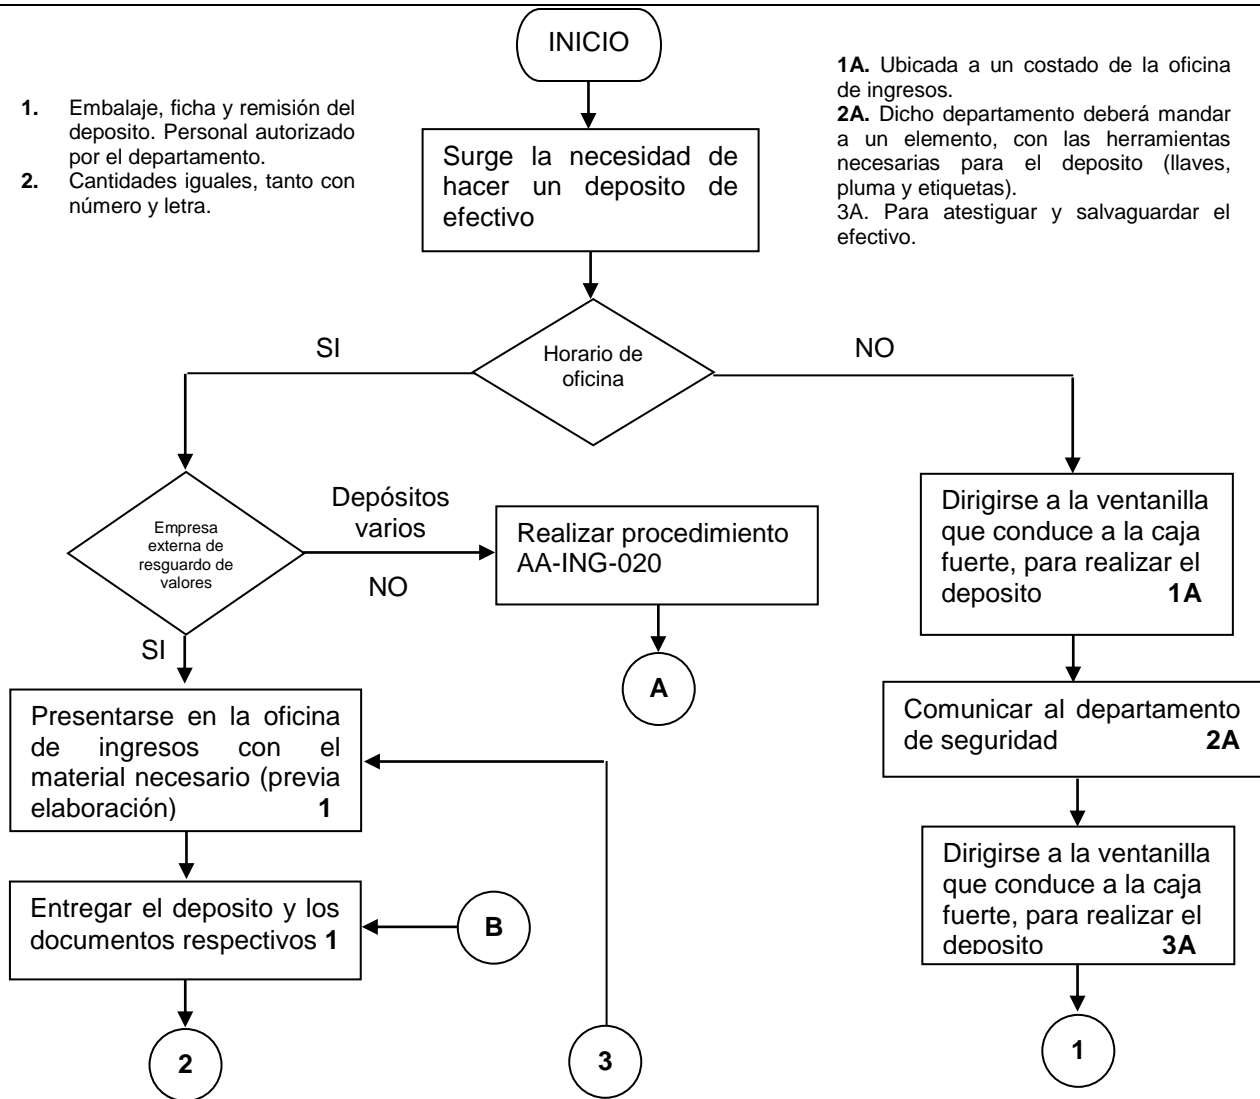 INICIO
1. Embalaje, ficha y remisión del
deposito. Personal autorizado
por el departamento.
2. Cantidades iguales, tanto con
número y letra.
1A. Ubicada a un costado de la oficina
de ingresos.
2A. Dicho departamento deberá mandar
a un elemento, con las herramientas
necesarias para el deposito (llaves,
pluma y etiquetas).
3A. Para atestiguar y salvaguardar el
efectivo.
Surge la necesidad de
hacer un deposito de
efectivo
SI
Horario de
oficina
NO
Empresa
externa de
resguardo de
valores
Depósitos
varios
NO
Realizar procedimiento
AA-ING-020
Dirigirse a la ventanilla
que conduce a la caja
fuerte, para realizar el
deposito 1A
SI
A
Presentarse en la oficina
de ingresos con el
material necesario (previa
elaboración) 1
Comunicar al departamento
de seguridad 2A
Entregar el deposito y los
documentos respectivos 1
B
Dirigirse a la ventanilla
que conduce a la caja
fuerte, para realizar el
deposito 3A
2
3
1